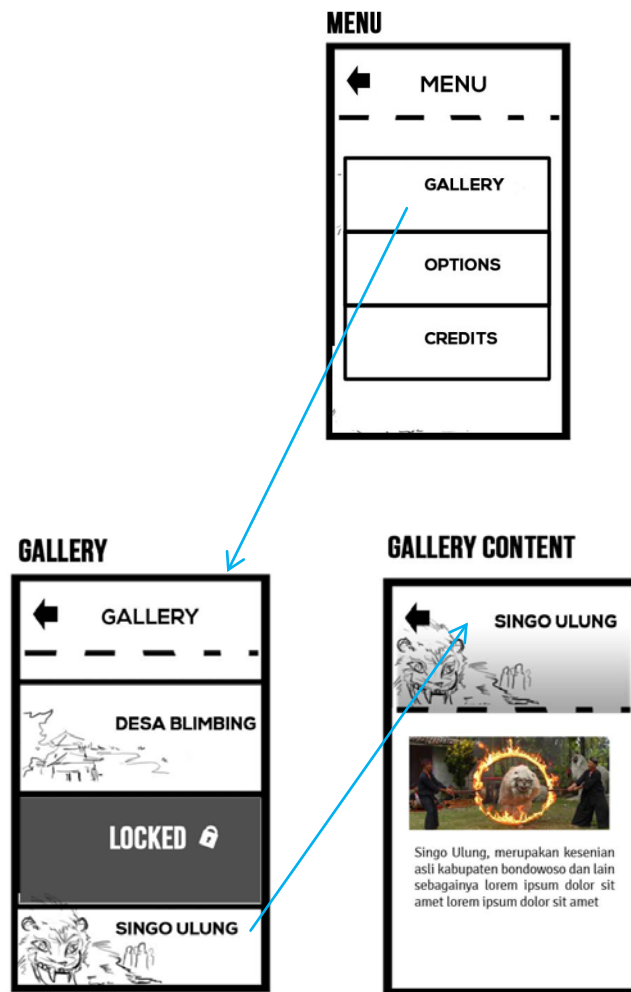 MENU
MENU
GALLERY
OPTIONS
CREDITS
GALLERY
GALLERY
DESA BLIMBING
LOCKED
SINGO ULUNG
GALLERY CONTENT
SINGO ULUNG
Singo Ulung, merupakan kesenian
asli kabupaten bondowoso dan lain
sebagainya lorem ipsum dolor sit
amet lorem ipsum dolor sit amet